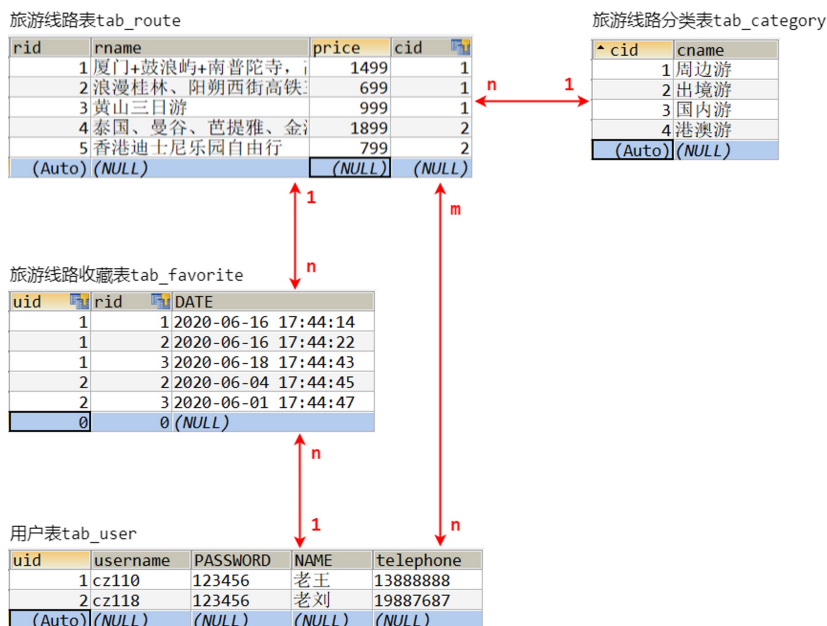 旅游线路表tab_route
rid rname price cid
1 厦门+鼓浪屿+南普陀寺, 1499 1
2 浪漫桂林、阳朔西街高铁 699 1
3 黄山三日游 999 1
4 泰国、曼谷、芭提雅、金 1899 2
5 香港迪士尼乐园自由行 799 2
(Auto) (NULL) (NULL) (NULL)
旅游线路分类表tab_category
cid cname
1 周边游
2 出境游
3 国内游
4 港澳游
(Auto) (NULL)
n 1
1
m
n
旅游线路收藏表tab_favorite
uid rid DATE
1 1 2020-06-16 17:44:14
1 2 2020-06-16 17:44:22
1 3 2020-06-18 17:44:43
2 2 2020-06-04 17:44:45
2 3 2020-06-01 17:44:47
0 0 (NULL)
n
1
n
用户表tab_user
uid username PASSWORD NAME telephone
1 cz110 123456 老王 13888888
2 cz118 123456 老刘 19887687
(Auto) (NULL) (NULL) (NULL) (NULL)